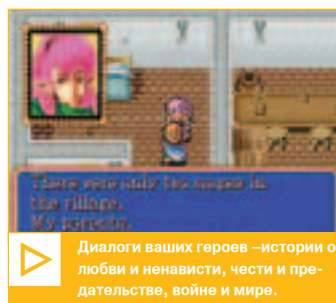 There were only two mages in
the village.
My parents.
Диалоги ваших героев –истории о
любви и ненависти, чести и пре-
дательстве, войне и мире.